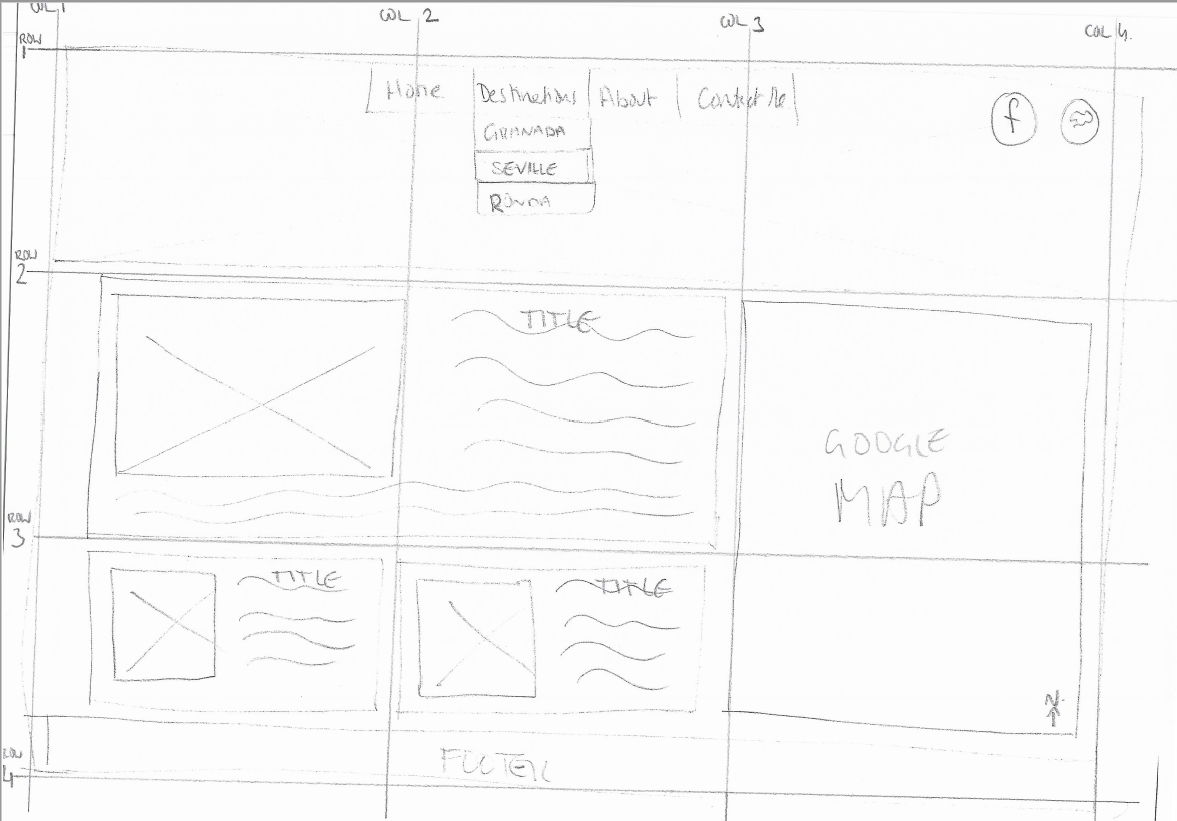 COL 1
COL 2
COL 3
COL 4.
ROW
1
Home Destinations About Contact Me
f
GRANADA
SEVILLE
RONDA
ROW
2
TITLE
GOOGLE
MAP
ROW
3
TITLE
TITLE
N
FOOTER
ROW
4